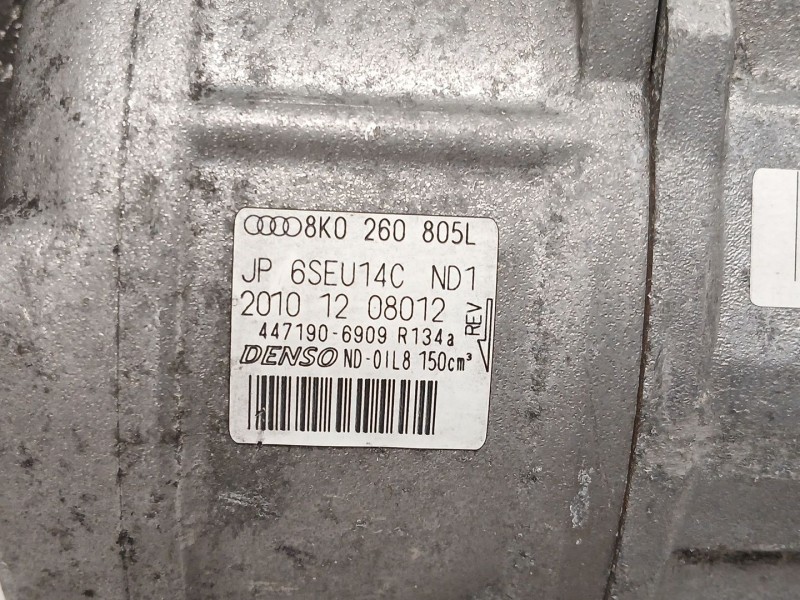 8K0 260 805L
JP 6SEU14C ND1
2010 12 08012
REV
447190-6909 R134a
DENSO ND-OIL8 150cm³